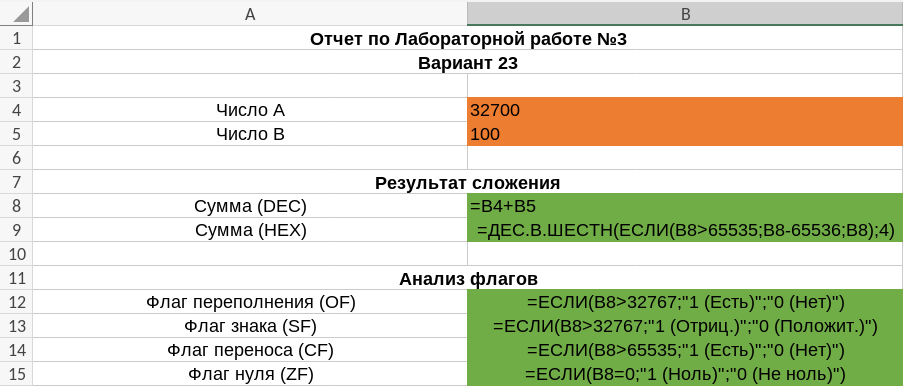 A B
1 Отчет по Лабораторной работе №3
2 Вариант 23
3
4 Число А 32700
5 Число В 100
6
7 Результат сложения
8 Сумма (DEC) =B4+B5
9 Сумма (HEX) =ДЕС.В.ШЕСТН(ЕСЛИ(B8>65535;B8-65536;B8);4)
10
11 Анализ флагов
12 Флаг переполнения (OF) =ЕСЛИ(B8>32767;"1 (Есть)";"0 (Нет)")
13 Флаг знака (SF) =ЕСЛИ(B8>32767;"1 (Отриц.)";"0 (Положит.)")
14 Флаг переноса (CF) =ЕСЛИ(B8>65535;"1 (Есть)";"0 (Нет)")
15 Флаг нуля (ZF) =ЕСЛИ(B8=0;"1 (Ноль)";"0 (Не ноль)")